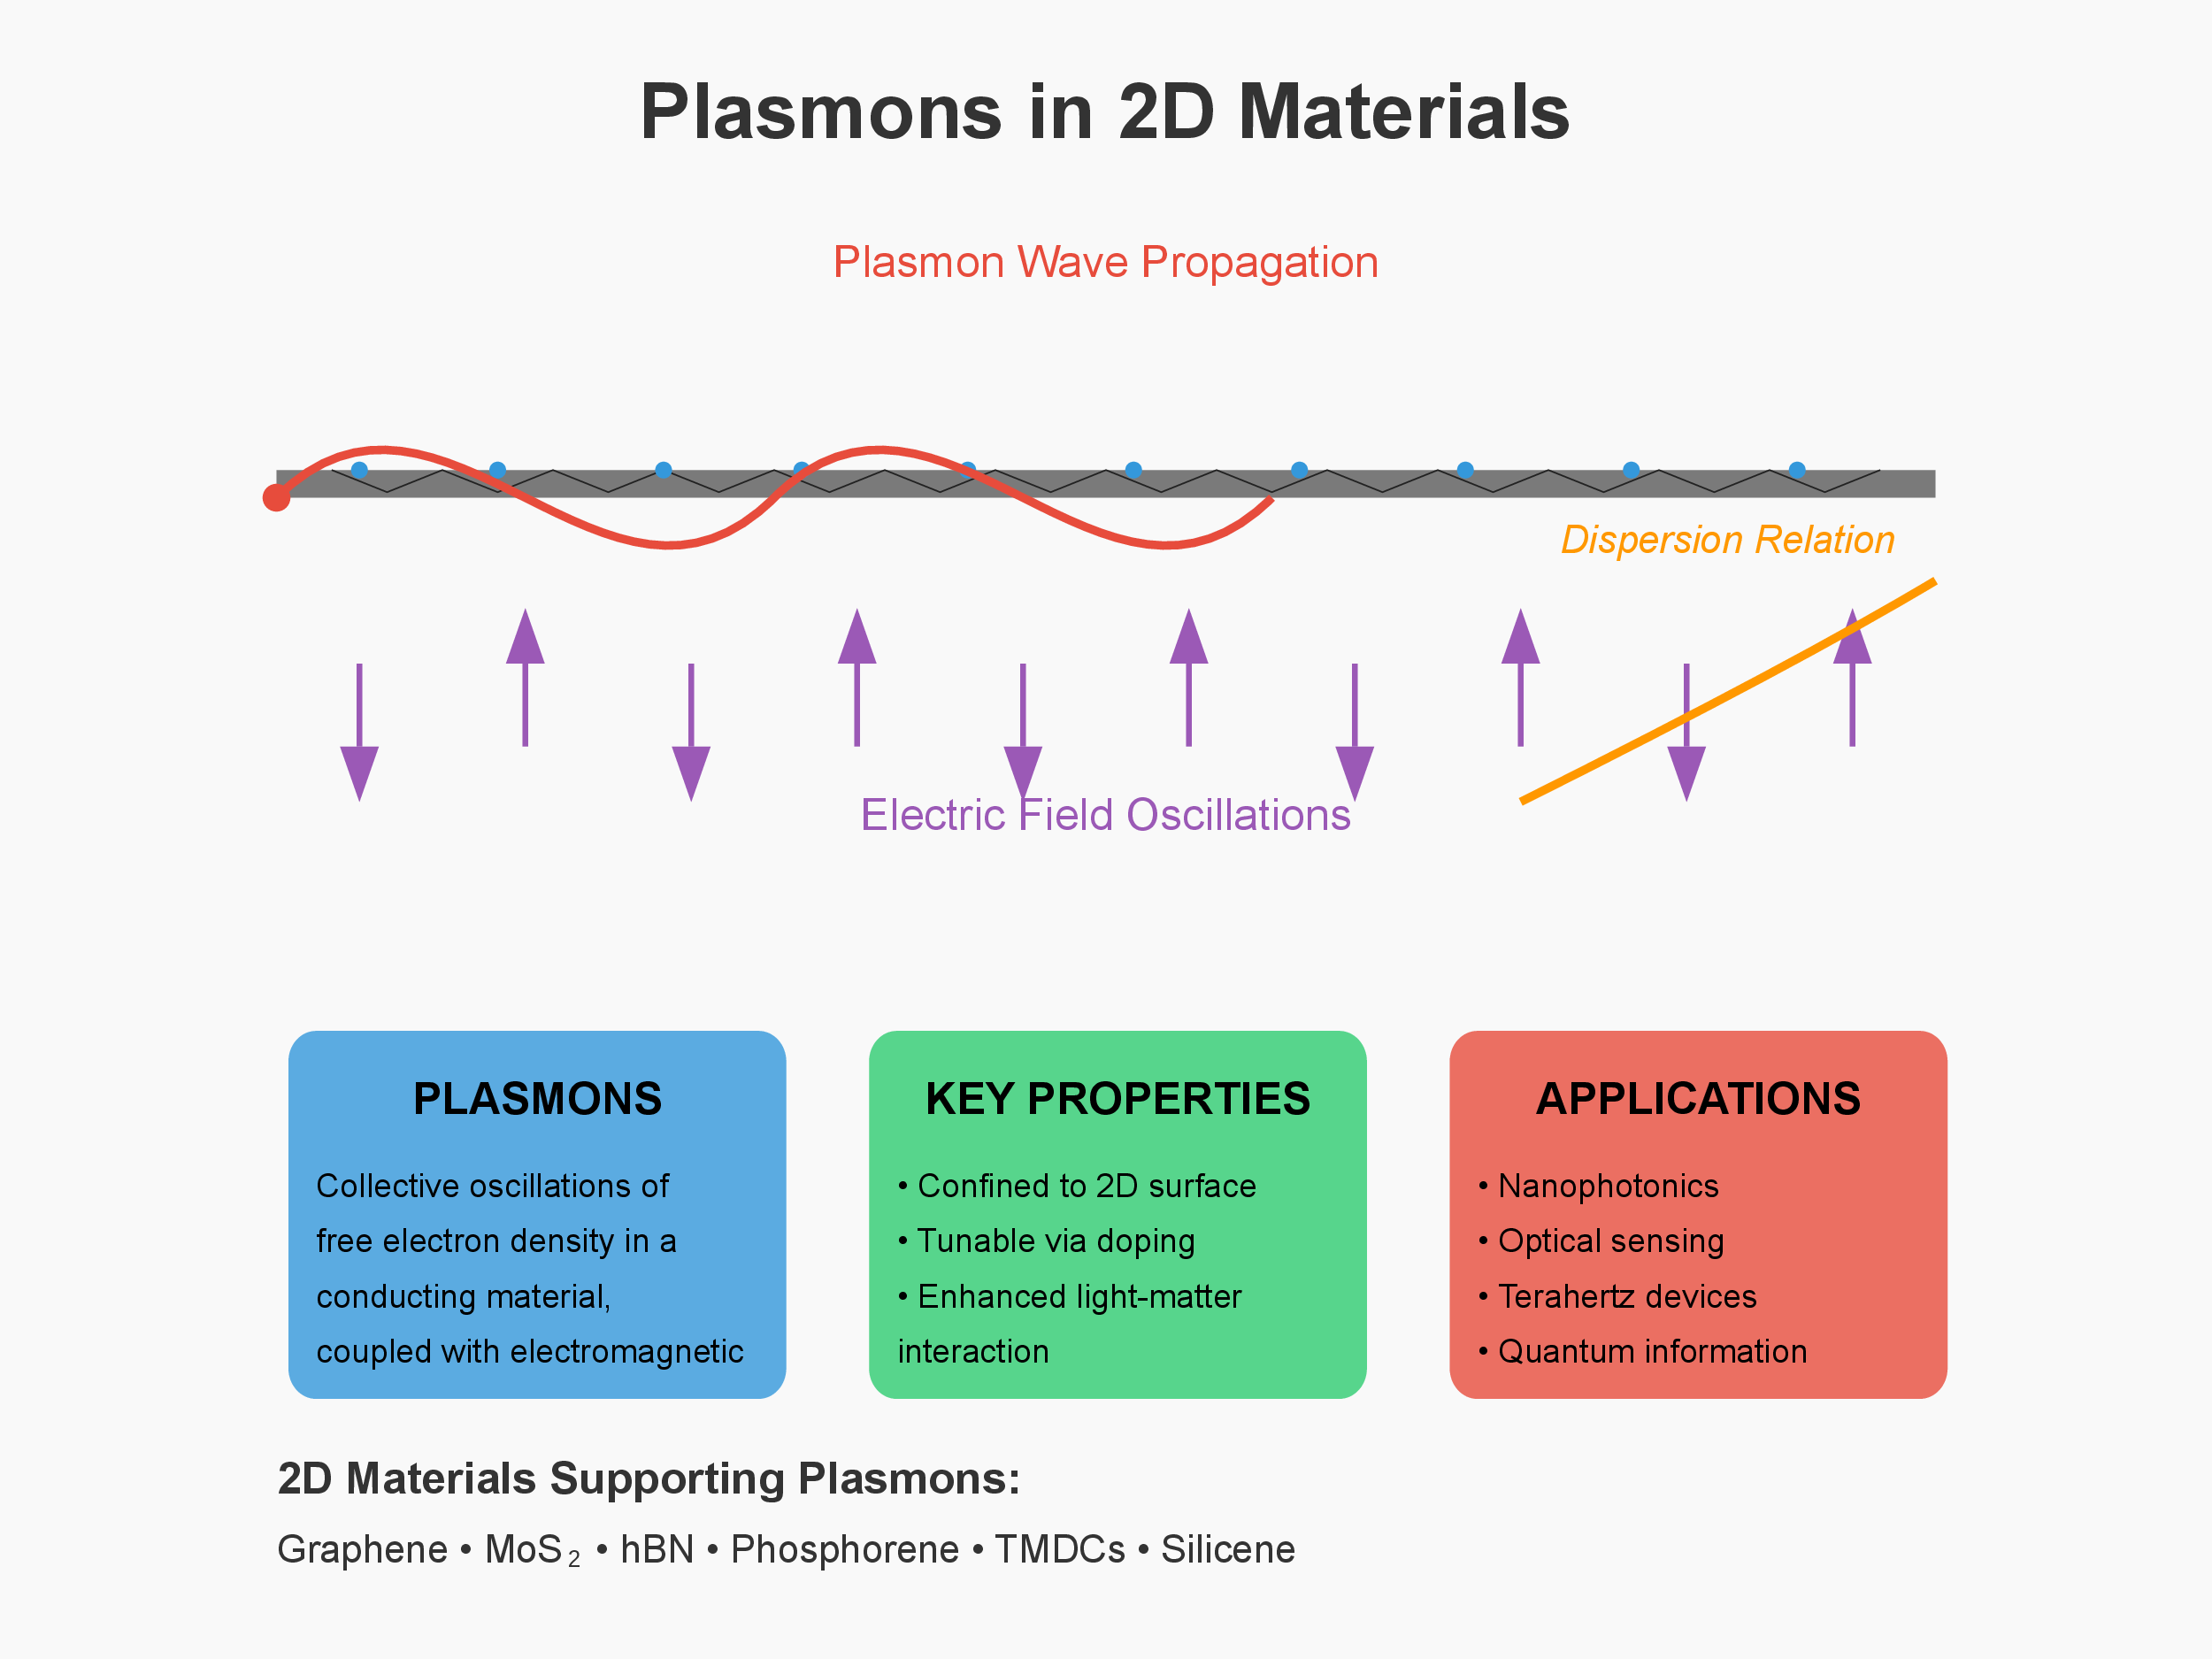 Plasmons in 2D Materials
Plasmon Wave Propagation
Dispersion Relation
Electric Field Oscillations
PLASMONS
Collective oscillations of
free electron density in a
conducting material,
coupled with electromagnetic
KEY PROPERTIES
• Confined to 2D surface
• Tunable via doping
• Enhanced light-matter
interaction
APPLICATIONS
• Nanophotonics
• Optical sensing
• Terahertz devices
• Quantum information
2D Materials Supporting Plasmons:
Graphene • MoS₂ • hBN • Phosphorene • TMDCs • Silicene